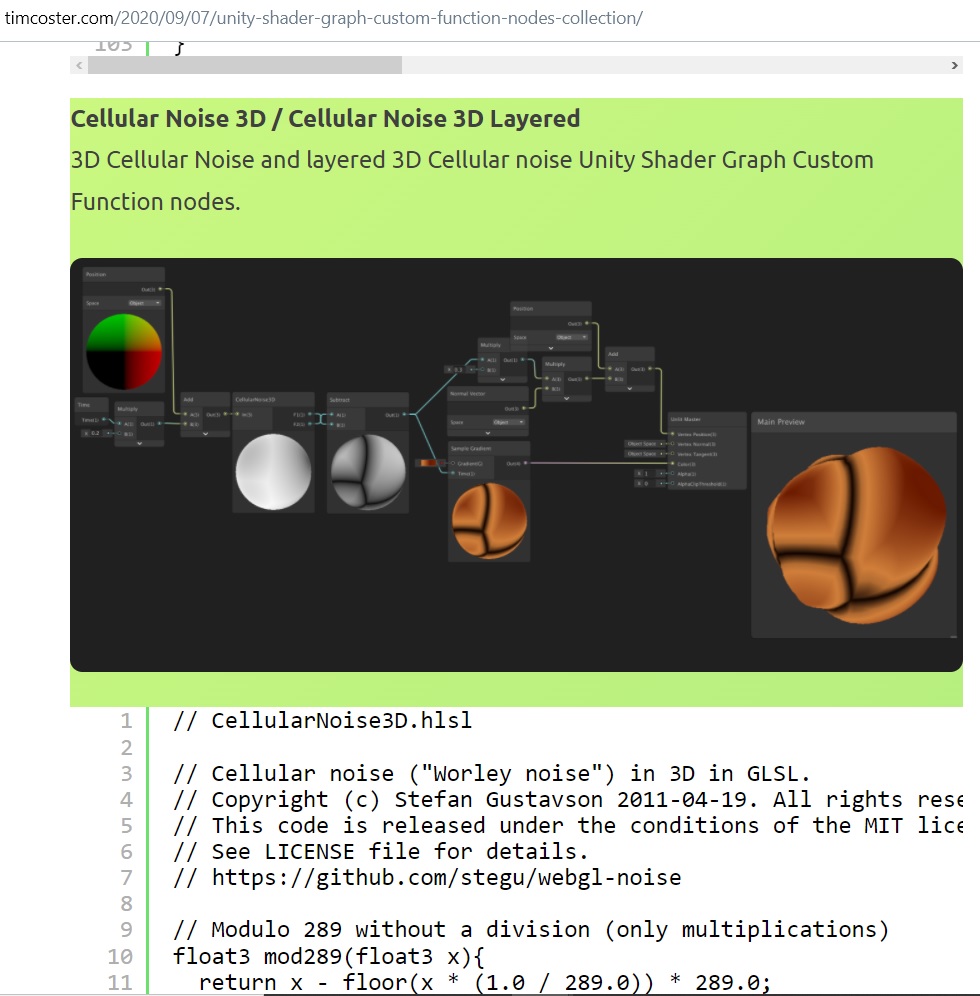 timcoster.com/2020/09/07/unity-shader-graph-custom-function-nodes-collection/
103 }
Cellular Noise 3D / Cellular Noise 3D Layered
3D Cellular Noise and layered 3D Cellular noise Unity Shader Graph Custom
Function nodes.
Position
Out(3)
Space Object
Position
Out(3)
Space Object
Multiply
A(1) Out(1)
B(1)
X 0.1
Multiply
A(3) Out(3)
B(3)
Add
A(3) Out(3)
B(3)
Time
Time(1)
Multiply
A(1) Out(1)
X 0.2 B(1)
Add
A(3) Out(3)
B(3)
CellularNoise3D
F1(1)
F2(1)
Subtract
A(1) Out(1)
B(1)
Normal Vector
Out(3)
Space Object
Sample Gradient
Gradient(G) Out(4)
Time(1)
Unlit Master
Object Space Vertex Normal(3)
Vertex Position(3)
Object Space Vertex Tangent(3)
Color(3)
X 1 Alpha(1)
X 0 AlphaClipThreshold(1)
Main Preview
1 // CellularNoise3D.hlsl
2
3 // Cellular noise ("Worley noise") in 3D in GLSL.
4 // Copyright (c) Stefan Gustavson 2011-04-19. All rights rese
5 // This code is released under the conditions of the MIT lice
6 // See LICENSE file for details.
7 // https://github.com/stegu/webgl-noise
8
9 // Modulo 289 without a division (only multiplications)
10 float3 mod289(float3 x){
11 return x - floor(x * (1.0 / 289.0)) * 289.0;